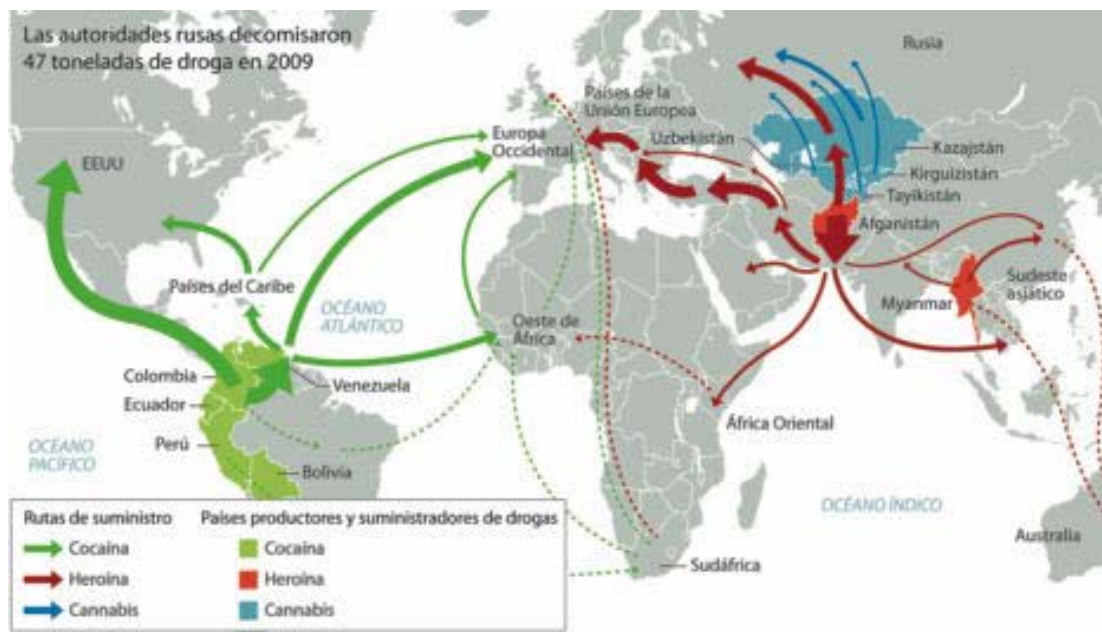 Las autoridades rusas decomisaron
47 toneladas de droga en 2009
Rusia
Países de la
Unión Europea
Uzbekistán
Europa
Occidental
EEUU
Kazajstán
Kirguizistán
Tayikistán
Afganistán
Países del Caribe
OCÉANO
ATLÁNTICO
Oeste de
África
Myanmar
Sudeste
asiático
Colombia
Venezuela
Ecuador
África Oriental
OCÉANO
PACÍFICO
Perú
Bolivia
OCÉANO ÍNDICO
Australia
Sudáfrica
Rutas de suministro
Países productores y suministradores de drogas
Cocaína
Cocaína
Heroína
Heroína
Cannabis
Cannabis